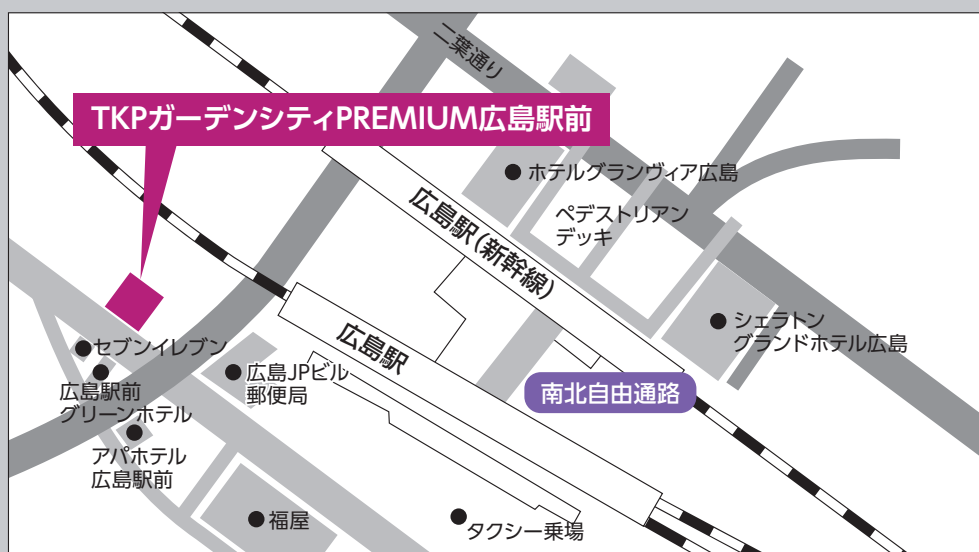 二葉通り
TKPガーデンシティPREMIUM広島駅前
ホテルグランヴィア広島
ペデストリアン
デッキ
広島駅(新幹線)
シェラトン
グランドホテル広島
広島駅
セブンイレブン
広島JPビル
郵便局
南北自由通路
広島駅前
グリーンホテル
アパホテル
広島駅前
福屋
タクシー乗場